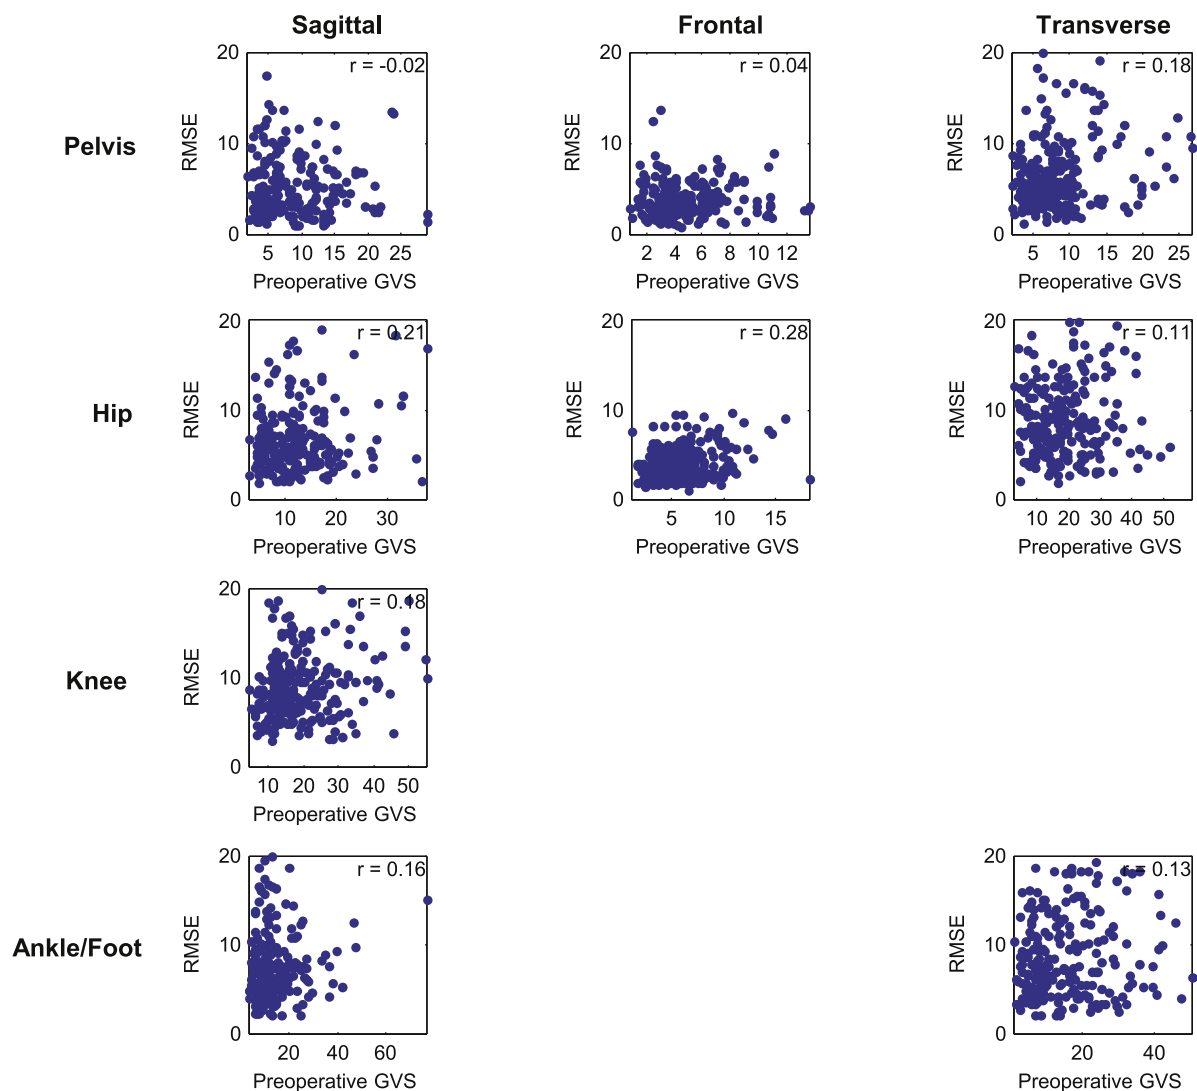 Sagittal Frontal Transverse
Pelvis
RMSE
20
10
0
r = -0.02
5 10 15 20 25
Preoperative GVS
RMSE
20
10
0
r = 0.04
2 4 6 8 10 12
Preoperative GVS
RMSE
20
10
0
r = 0.18
5 10 15 20 25
Preoperative GVS
Hip
RMSE
20
10
0
r = 0.21
10 20 30
Preoperative GVS
RMSE
20
10
0
r = 0.28
5 10 15
Preoperative GVS
RMSE
20
10
0
r = 0.11
10 20 30 40 50
Preoperative GVS
Knee
RMSE
20
10
0
r = 0.18
10 20 30 40 50
Preoperative GVS
Ankle/Foot
RMSE
20
10
0
r = 0.16
20 40 60
Preoperative GVS
RMSE
20
10
0
r = 0.13
20 40
Preoperative GVS